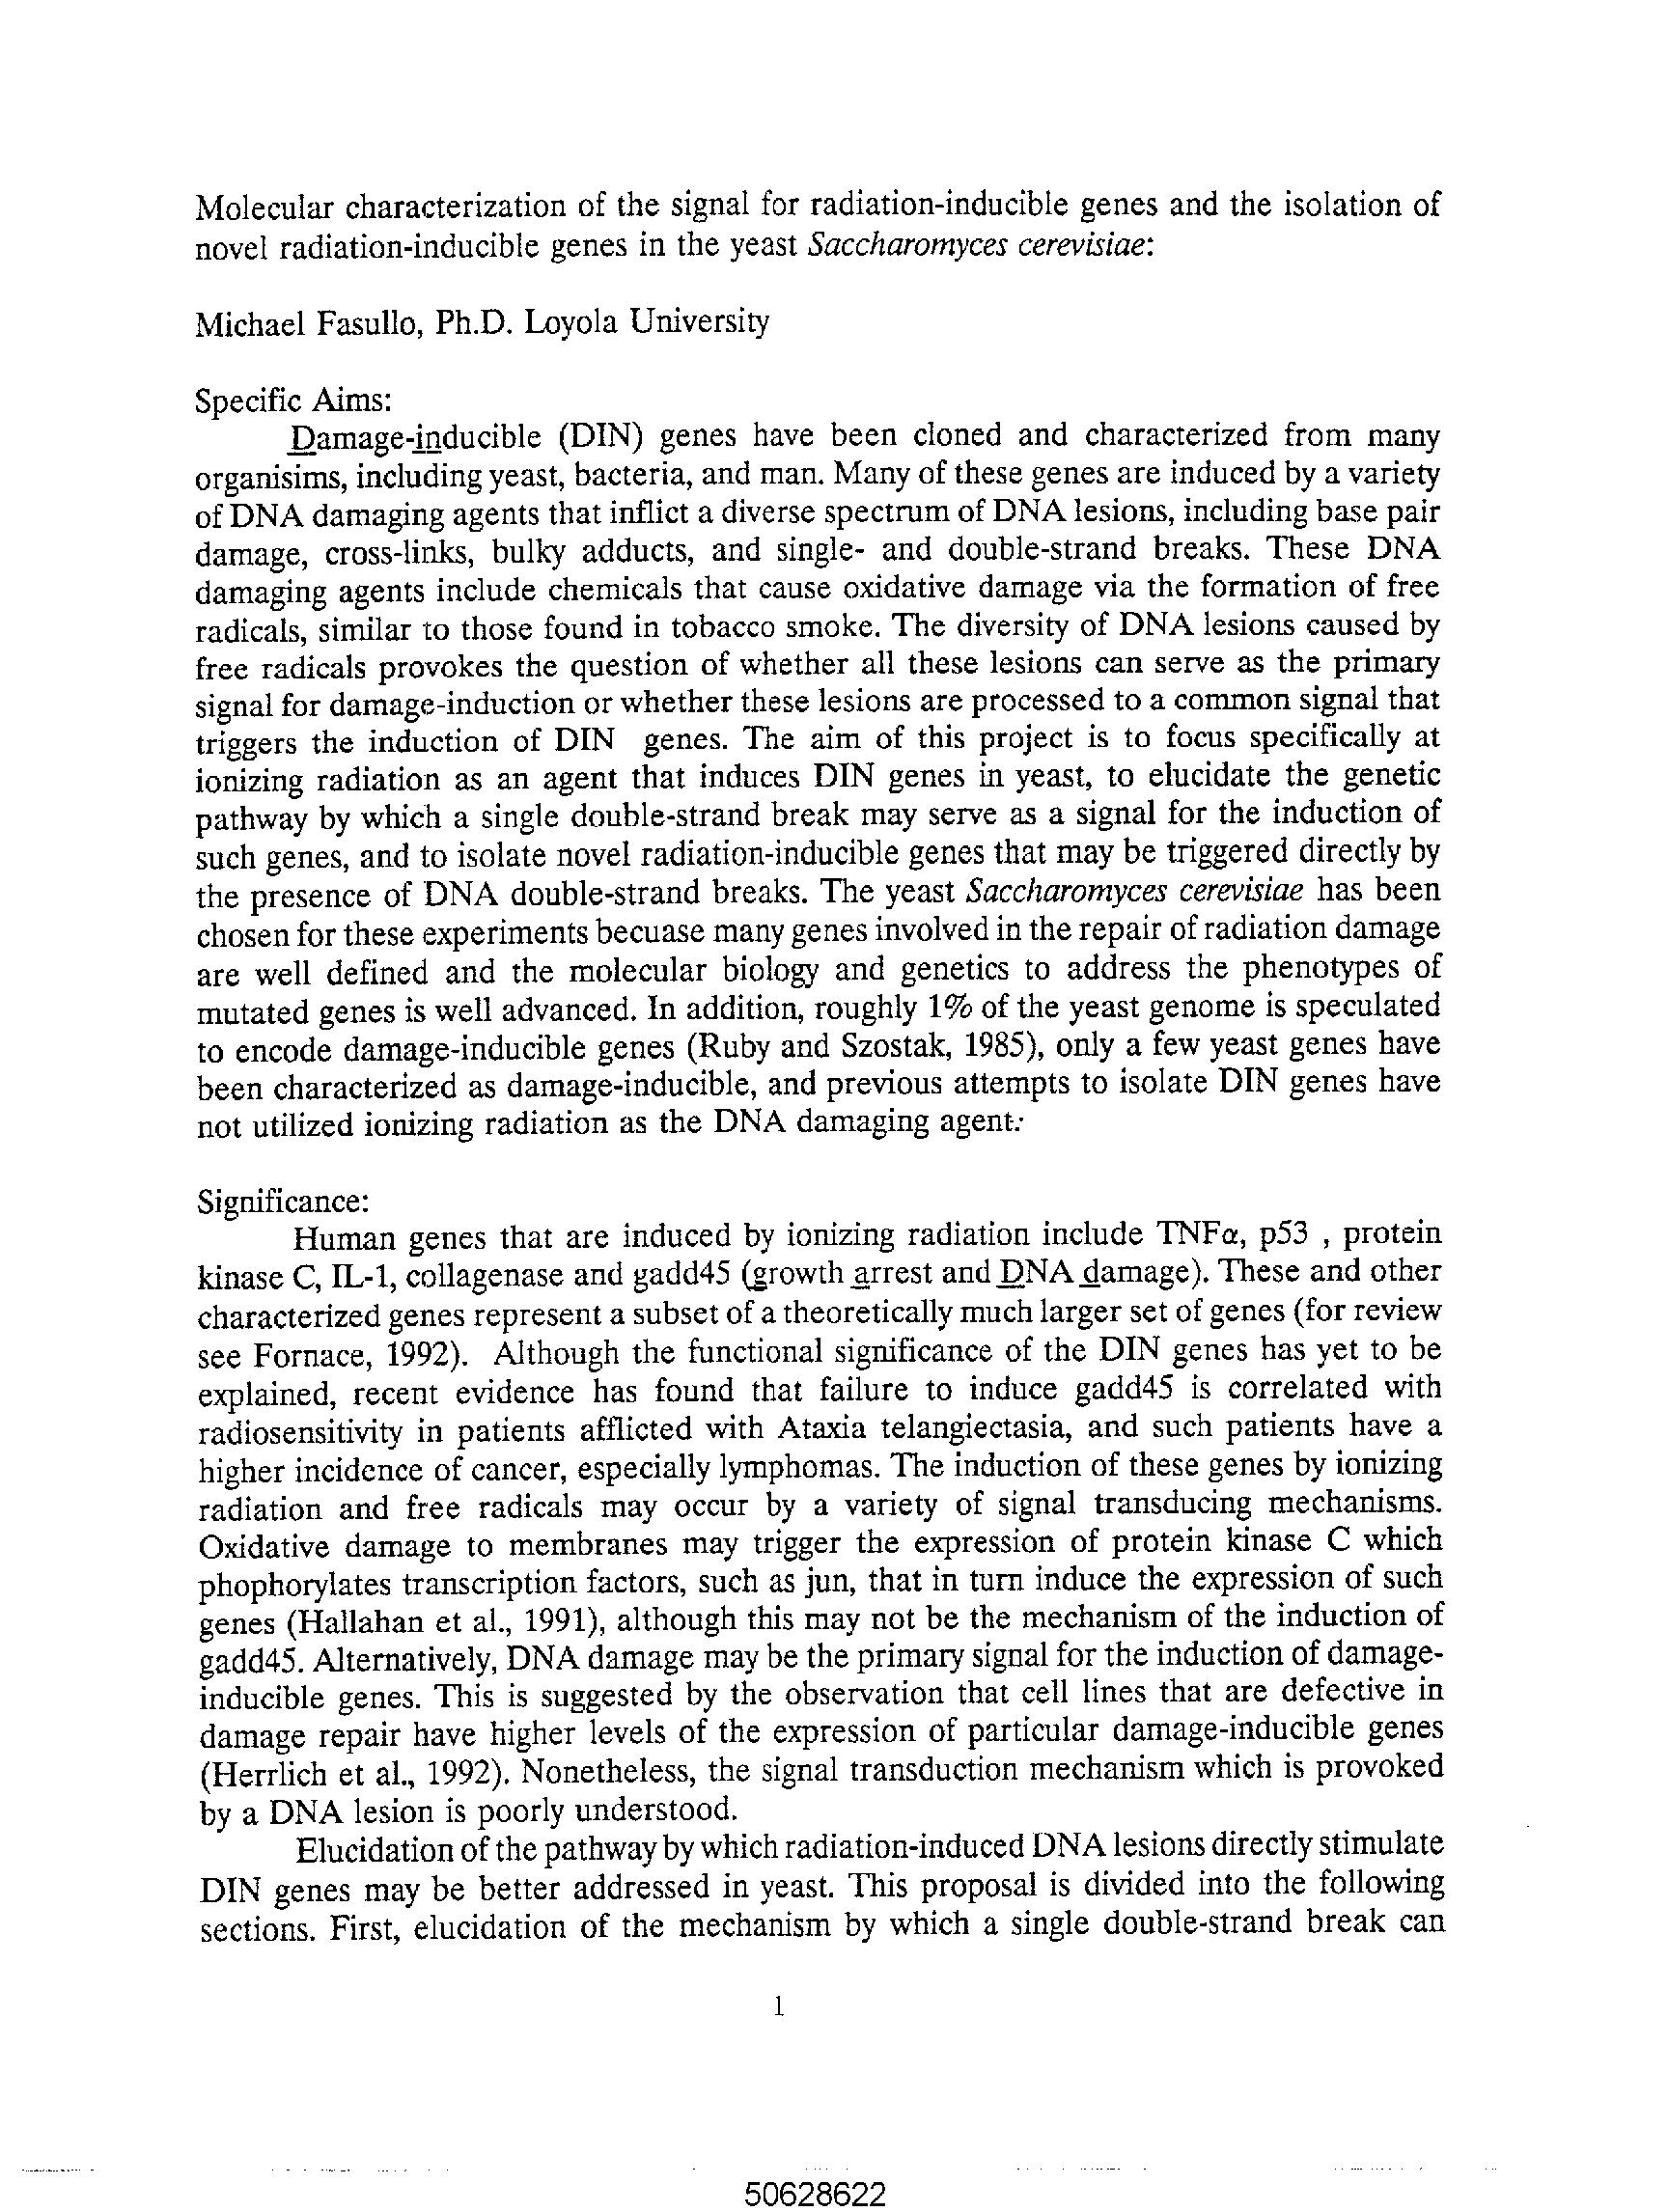 Molecular characterization of the signal for radiation-inducible genes and the isolation of
novel radiation-inducible genes in the yeast Saccharomyces cerevisiae:
Michael Fasullo, Ph.D. Loyola University
Specific Aims:
Damage-inducible (DIN) genes have been cloned and characterized from many
organisims, including yeast, bacteria, and man. Many of these genes are induced by a variety
of DNA damaging agents that inflict a diverse spectrum of DNA lesions, including base pair
damage, cross-links, bulky adducts, and single- and double-strand breaks. These DNA
damaging agents include chemicals that cause oxidative damage via the formation of free
radicals, similar to those found in tobacco smoke. The diversity of DNA lesions caused by
free radicals provokes the question of whether all these lesions can serve as the primary
signal for damage-induction or whether these lesions are processed to a common signal that
triggers the induction of DIN genes. The aim of this project is to focus specifically at
ionizing radiation as an agent that induces DIN genes in yeast, to elucidate the genetic
pathway by which a single double-strand break may serve as a signal for the induction of
such genes, and to isolate novel radiation-inducible genes that may be triggered directly by
the presence of DNA double-strand breaks. The yeast Saccharomyces cerevisiae has been
chosen for these experiments becuase many genes involved in the repair of radiation damage
are well defined and the molecular biology and genetics to address the phenotypes of
mutated genes is well advanced. In addition, roughly 1% of the yeast genome is speculated
to encode damage-inducible genes (Ruby and Szostak, 1985), only a few yeast genes have
been characterized as damage-inducible, and previous attempts to isolate DIN genes have
not utilized ionizing radiation as the DNA damaging agent.
Significance:
Human genes that are induced by ionizing radiation include TNFα, p53 , protein
kinase C, IL-1, collagenase and gadd45 (growth arrest and DNA damage). These and other
characterized genes represent a subset of a theoretically much larger set of genes (for review
see Fornace, 1992). Although the functional significance of the DIN genes has yet to be
explained, recent evidence has found that failure to induce gadd45 is correlated with
radiosensitivity in patients afflicted with Ataxia telangiectasia, and such patients have a
higher incidence of cancer, especially lymphomas. The induction of these genes by ionizing
radiation and free radicals may occur by a variety of signal transducing mechanisms.
Oxidative damage to membranes may trigger the expression of protein kinase C which
phophorylates transcription factors, such as jun, that in turn induce the expression of such
genes (Hallahan et al., 1991), although this may not be the mechanism of the induction of
gadd45. Alternatively, DNA damage may be the primary signal for the induction of damage-
inducible genes. This is suggested by the observation that cell lines that are defective in
damage repair have higher levels of the expression of particular damage-inducible genes
(Herrlich et al., 1992). Nonetheless, the signal transduction mechanism which is provoked
by a DNA lesion is poorly understood.
Elucidation of the pathway by which radiation-induced DNA lesions directly stimulate
DIN genes may be better addressed in yeast. This proposal is divided into the following
sections. First, elucidation of the mechanism by which a single double-strand break can
1
50628622